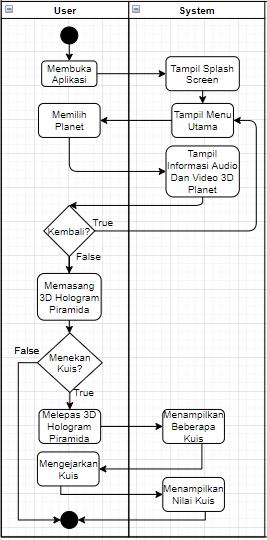 User
System
Membuka
Aplikasi
Tampil Splash
Screen
Memilih
Planet
Tampil Menu
Utama
Tampil
Informasi Audio
Dan Video 3D
Planet
Kembali?
True
False
Memasang
3D Hologram
Piramida
Menekan
Kuis?
False
True
Melepas 3D
Hologram
Piramida
Menampilkan
Beberapa
Kuis
Mengejarkan
Kuis
Menampilkan
Nilai Kuis